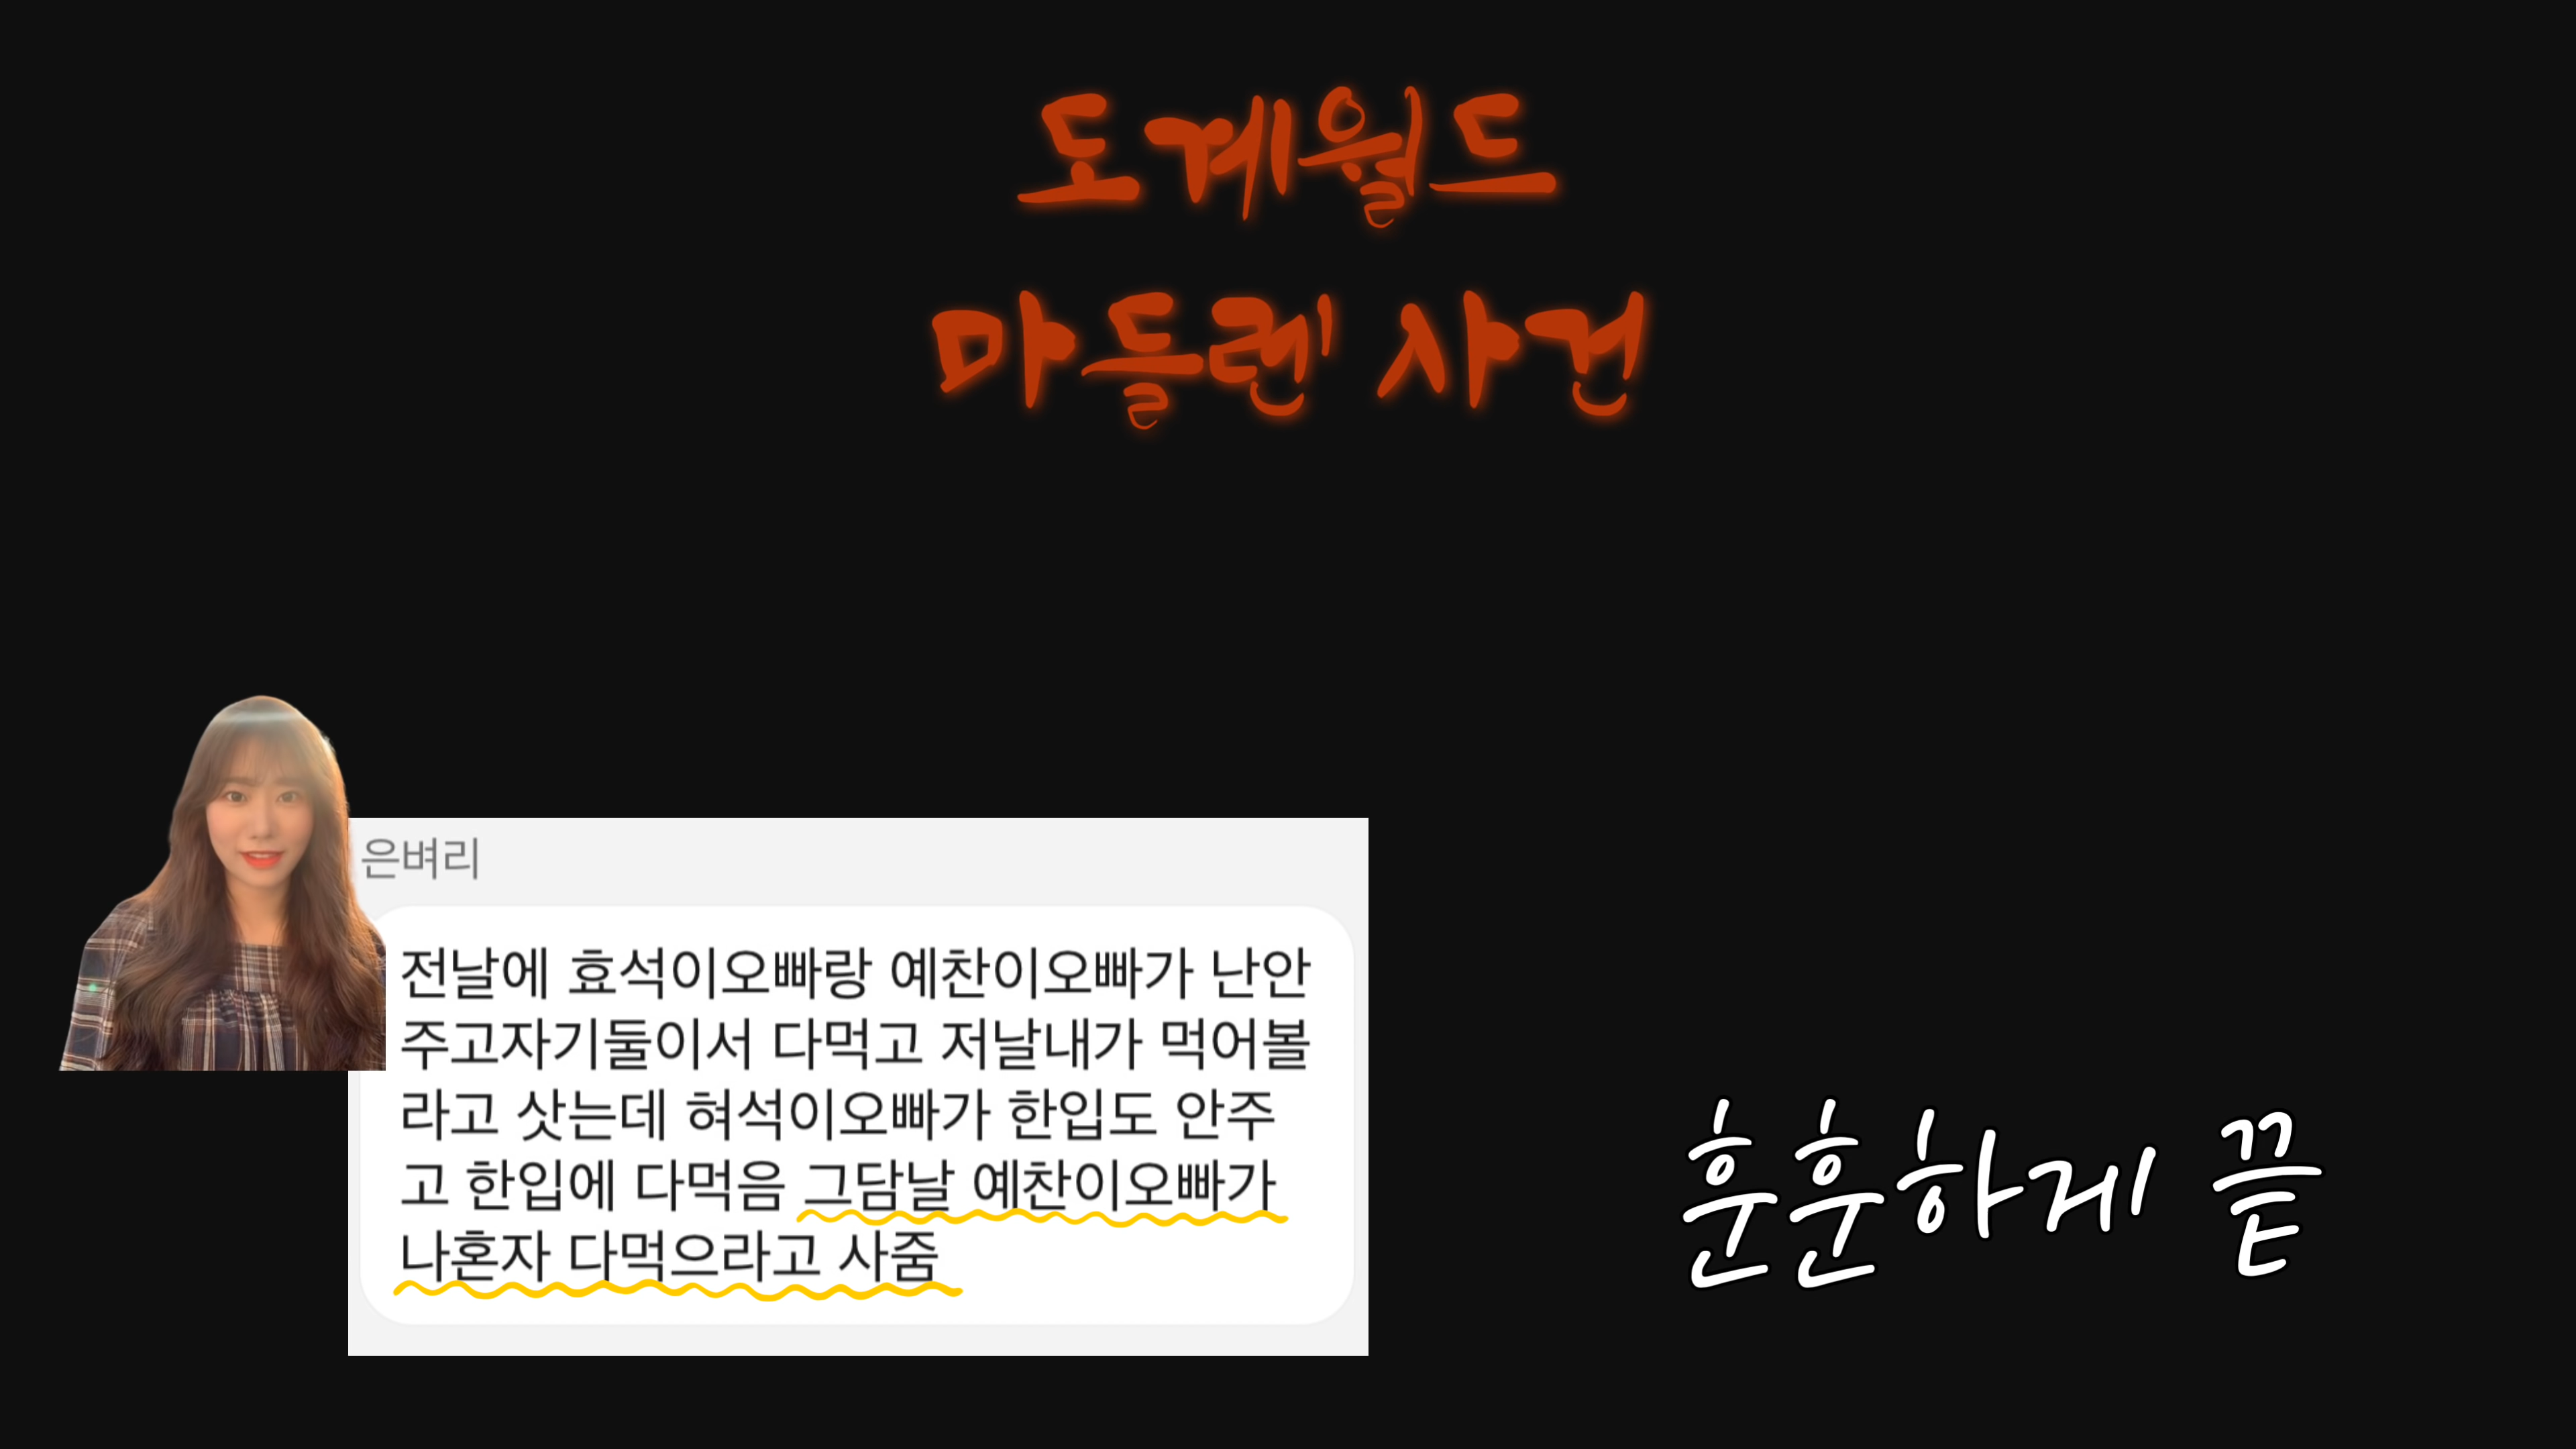 도계월드
마들렌 사건
은벼리
전날에 효석이오빠랑 예찬이오빠가 난안
주고자기둘이서 다먹고 저날내가 먹어볼
라고 삿는데 혀석이오빠가 한입도 안주
고 한입에 다먹음 그담날 예찬이오빠가
나혼자 다먹으라고 사줌
훈훈하게 끝